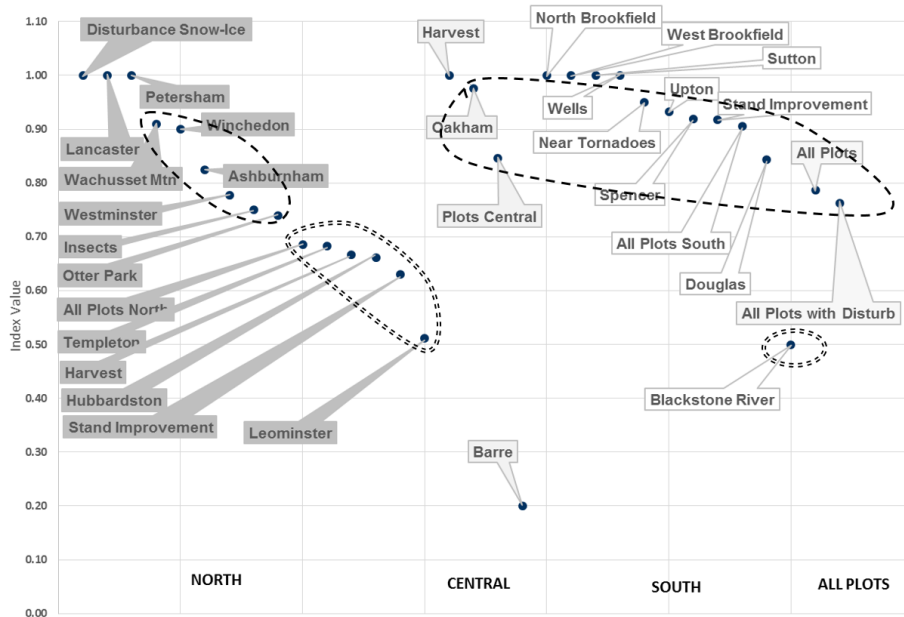 1.10
1.00
0.90
0.80
0.70
0.60
0.50
0.40
0.30
0.20
0.10
0.00
Index Value
Disturbance Snow-Ice
Petersham
Lancaster
Winchedon
Wachusset Mtn
Ashburnham
Westminster
Insects
Otter Park
All Plots North
Templeton
Harvest
Hubbardston
Stand Improvement
Leominster
Harvest
Oakham
Plots Central
Barre
North Brookfield
West Brookfield
Sutton
Wells
Upton
Stand Improvement
Near Tornadoes
Spencer
All Plots South
Douglas
All Plots
All Plots with Disturb
Blackstone River
NORTH
CENTRAL
SOUTH
ALL PLOTS